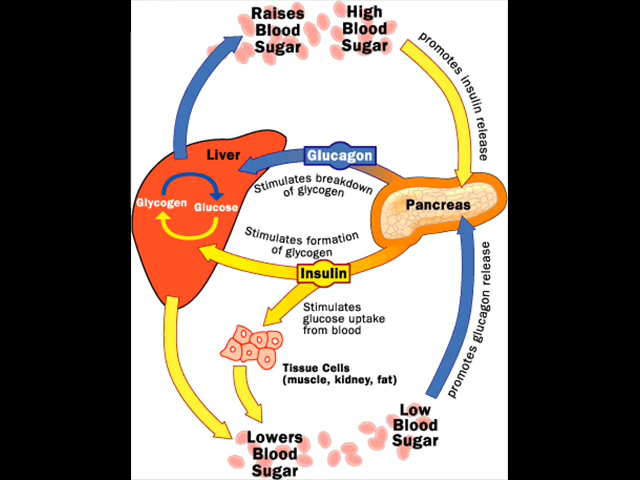 Raises
Blood
Sugar
High
Blood
Sugar
promotes insulin release
Liver
Glucagon
Stimulates breakdown
of glycogen
Glycogen
Glucose
Pancreas
Stimulates formation
of glycogen
Insulin
Stimulates
glucose uptake
from blood
promotes glucagon release
Tissue Cells
(muscle, kidney, fat)
Low
Blood
Sugar
Lowers
Blood
Sugar